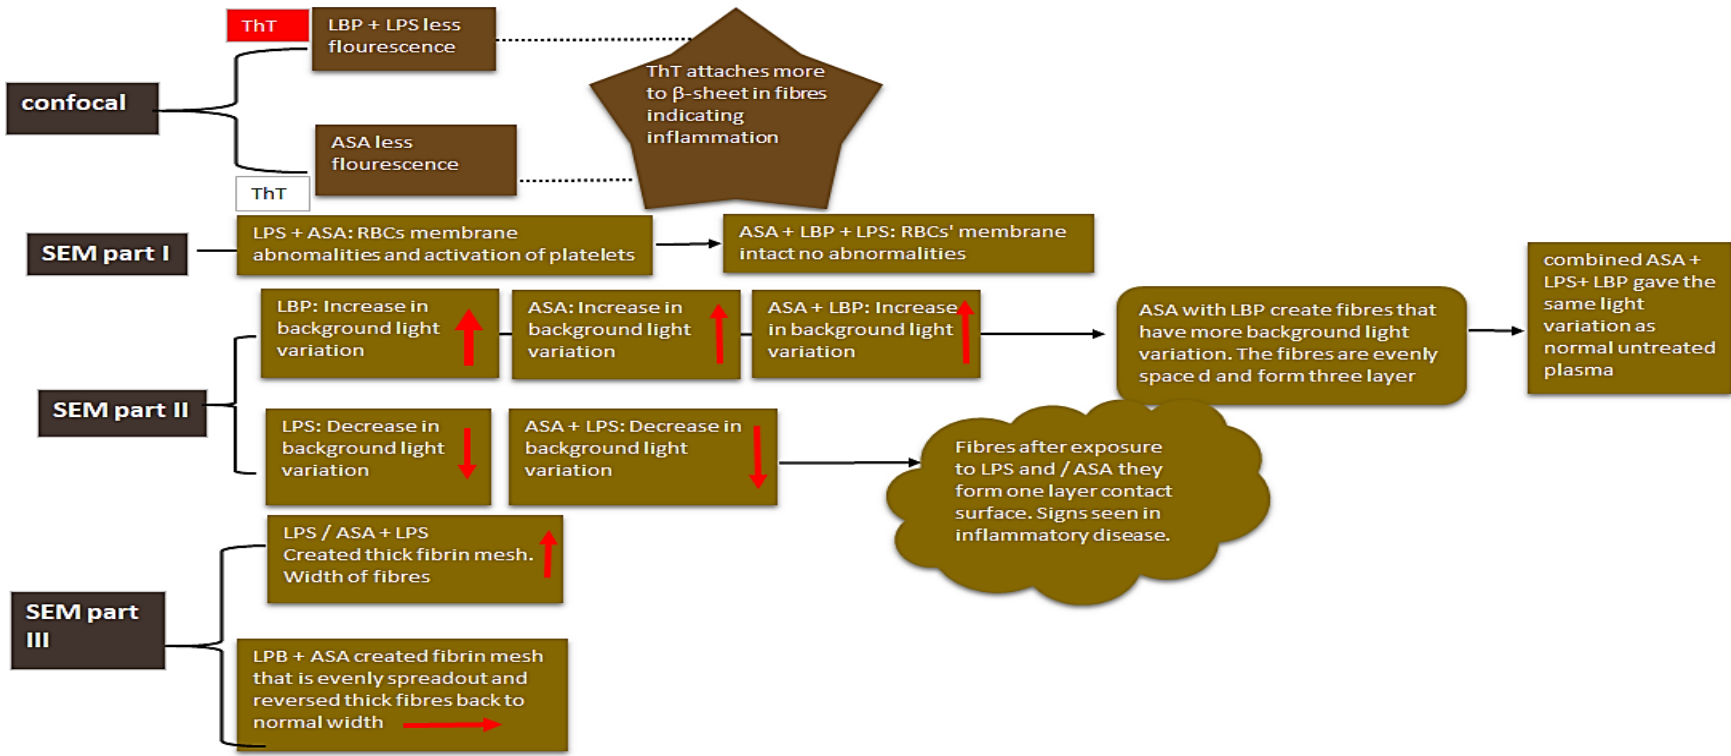 confocal
ThT
LBP + LPS less
flourescence
ASA less
flourescence
ThT
ThT attaches more
to β-sheet in fibres
indicating
inflammation
SEM part I
LPS + ASA: RBCs membrane
abnomalities and activation of platelets
ASA + LBP + LPS: RBCs' membrane
intact no abnormalities
SEM part II
LBP: Increase in
background light
variation
ASA: Increase in
background light
variation
ASA + LBP: Increase
in background light
variation
ASA with LBP create fibres that
have more background light
variation. The fibres are evenly
space d and form three layer
combined ASA +
LPS+ LBP gave the
same light
variation as
normal untreated
plasma
LPS: Decrease in
background light
variation
ASA + LPS: Decrease in
background light
variation
Fibres after exposure
to LPS and / ASA they
form one layer contact
surface. Signs seen in
inflammatory disease.
SEM part
III
LPS / ASA + LPS
Created thick fibrin mesh.
Width of fibres
LPB + ASA created fibrin mesh
that is evenly spreadout and
reversed thick fibres back to
normal width